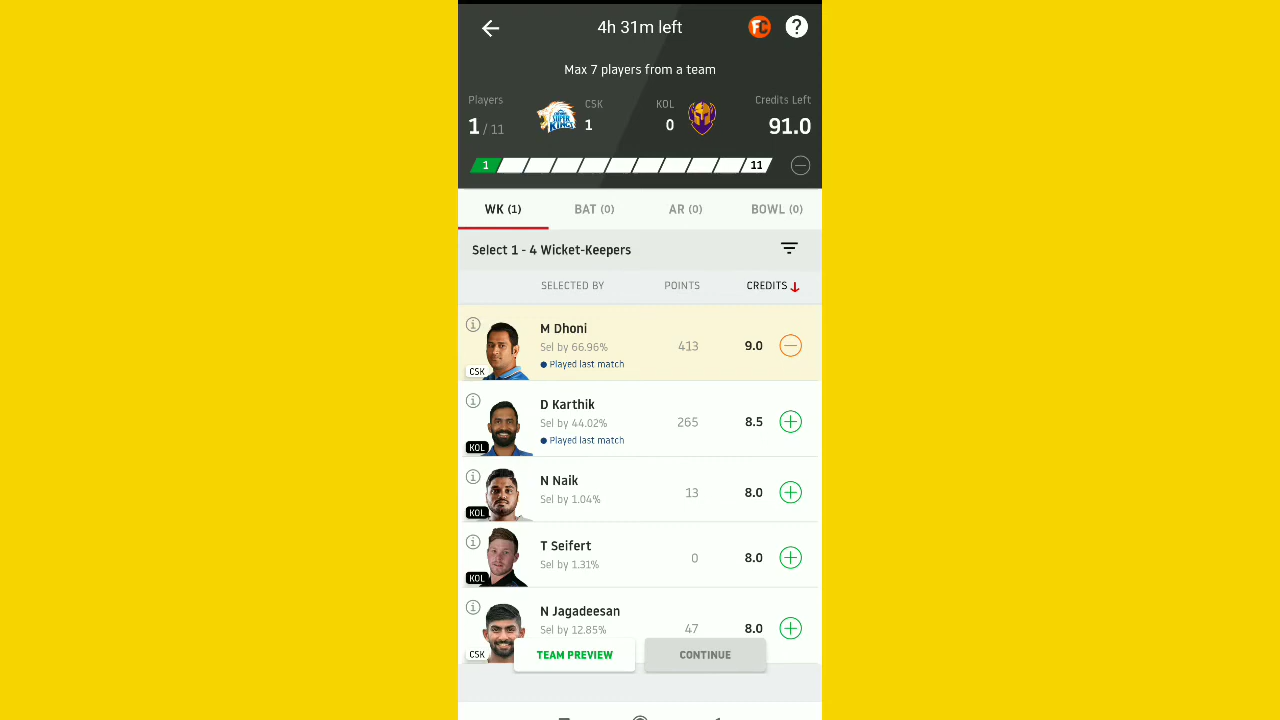 4h 31m left
FC
?
Max 7 players from a team
Players
CSK
KOL
Credits Left
1 / 11
SUPER KINGS
1
0
91.0
1
11
WK (1)
BAT (0)
AR (0)
BOWL (0)
Select 1 - 4 Wicket-Keepers
SELECTED BY
POINTS
CREDITS
M Dhoni
Sel by 66.96%
413
9.0
Played last match
CSK
D Karthik
Sel by 44.02%
265
8.5
Played last match
KOL
N Naik
Sel by 1.04%
13
8.0
KOL
T Seifert
Sel by 1.31%
0
8.0
KOL
N Jagadeesan
Sel by 12.85%
47
8.0
CSK
TEAM PREVIEW
CONTINUE